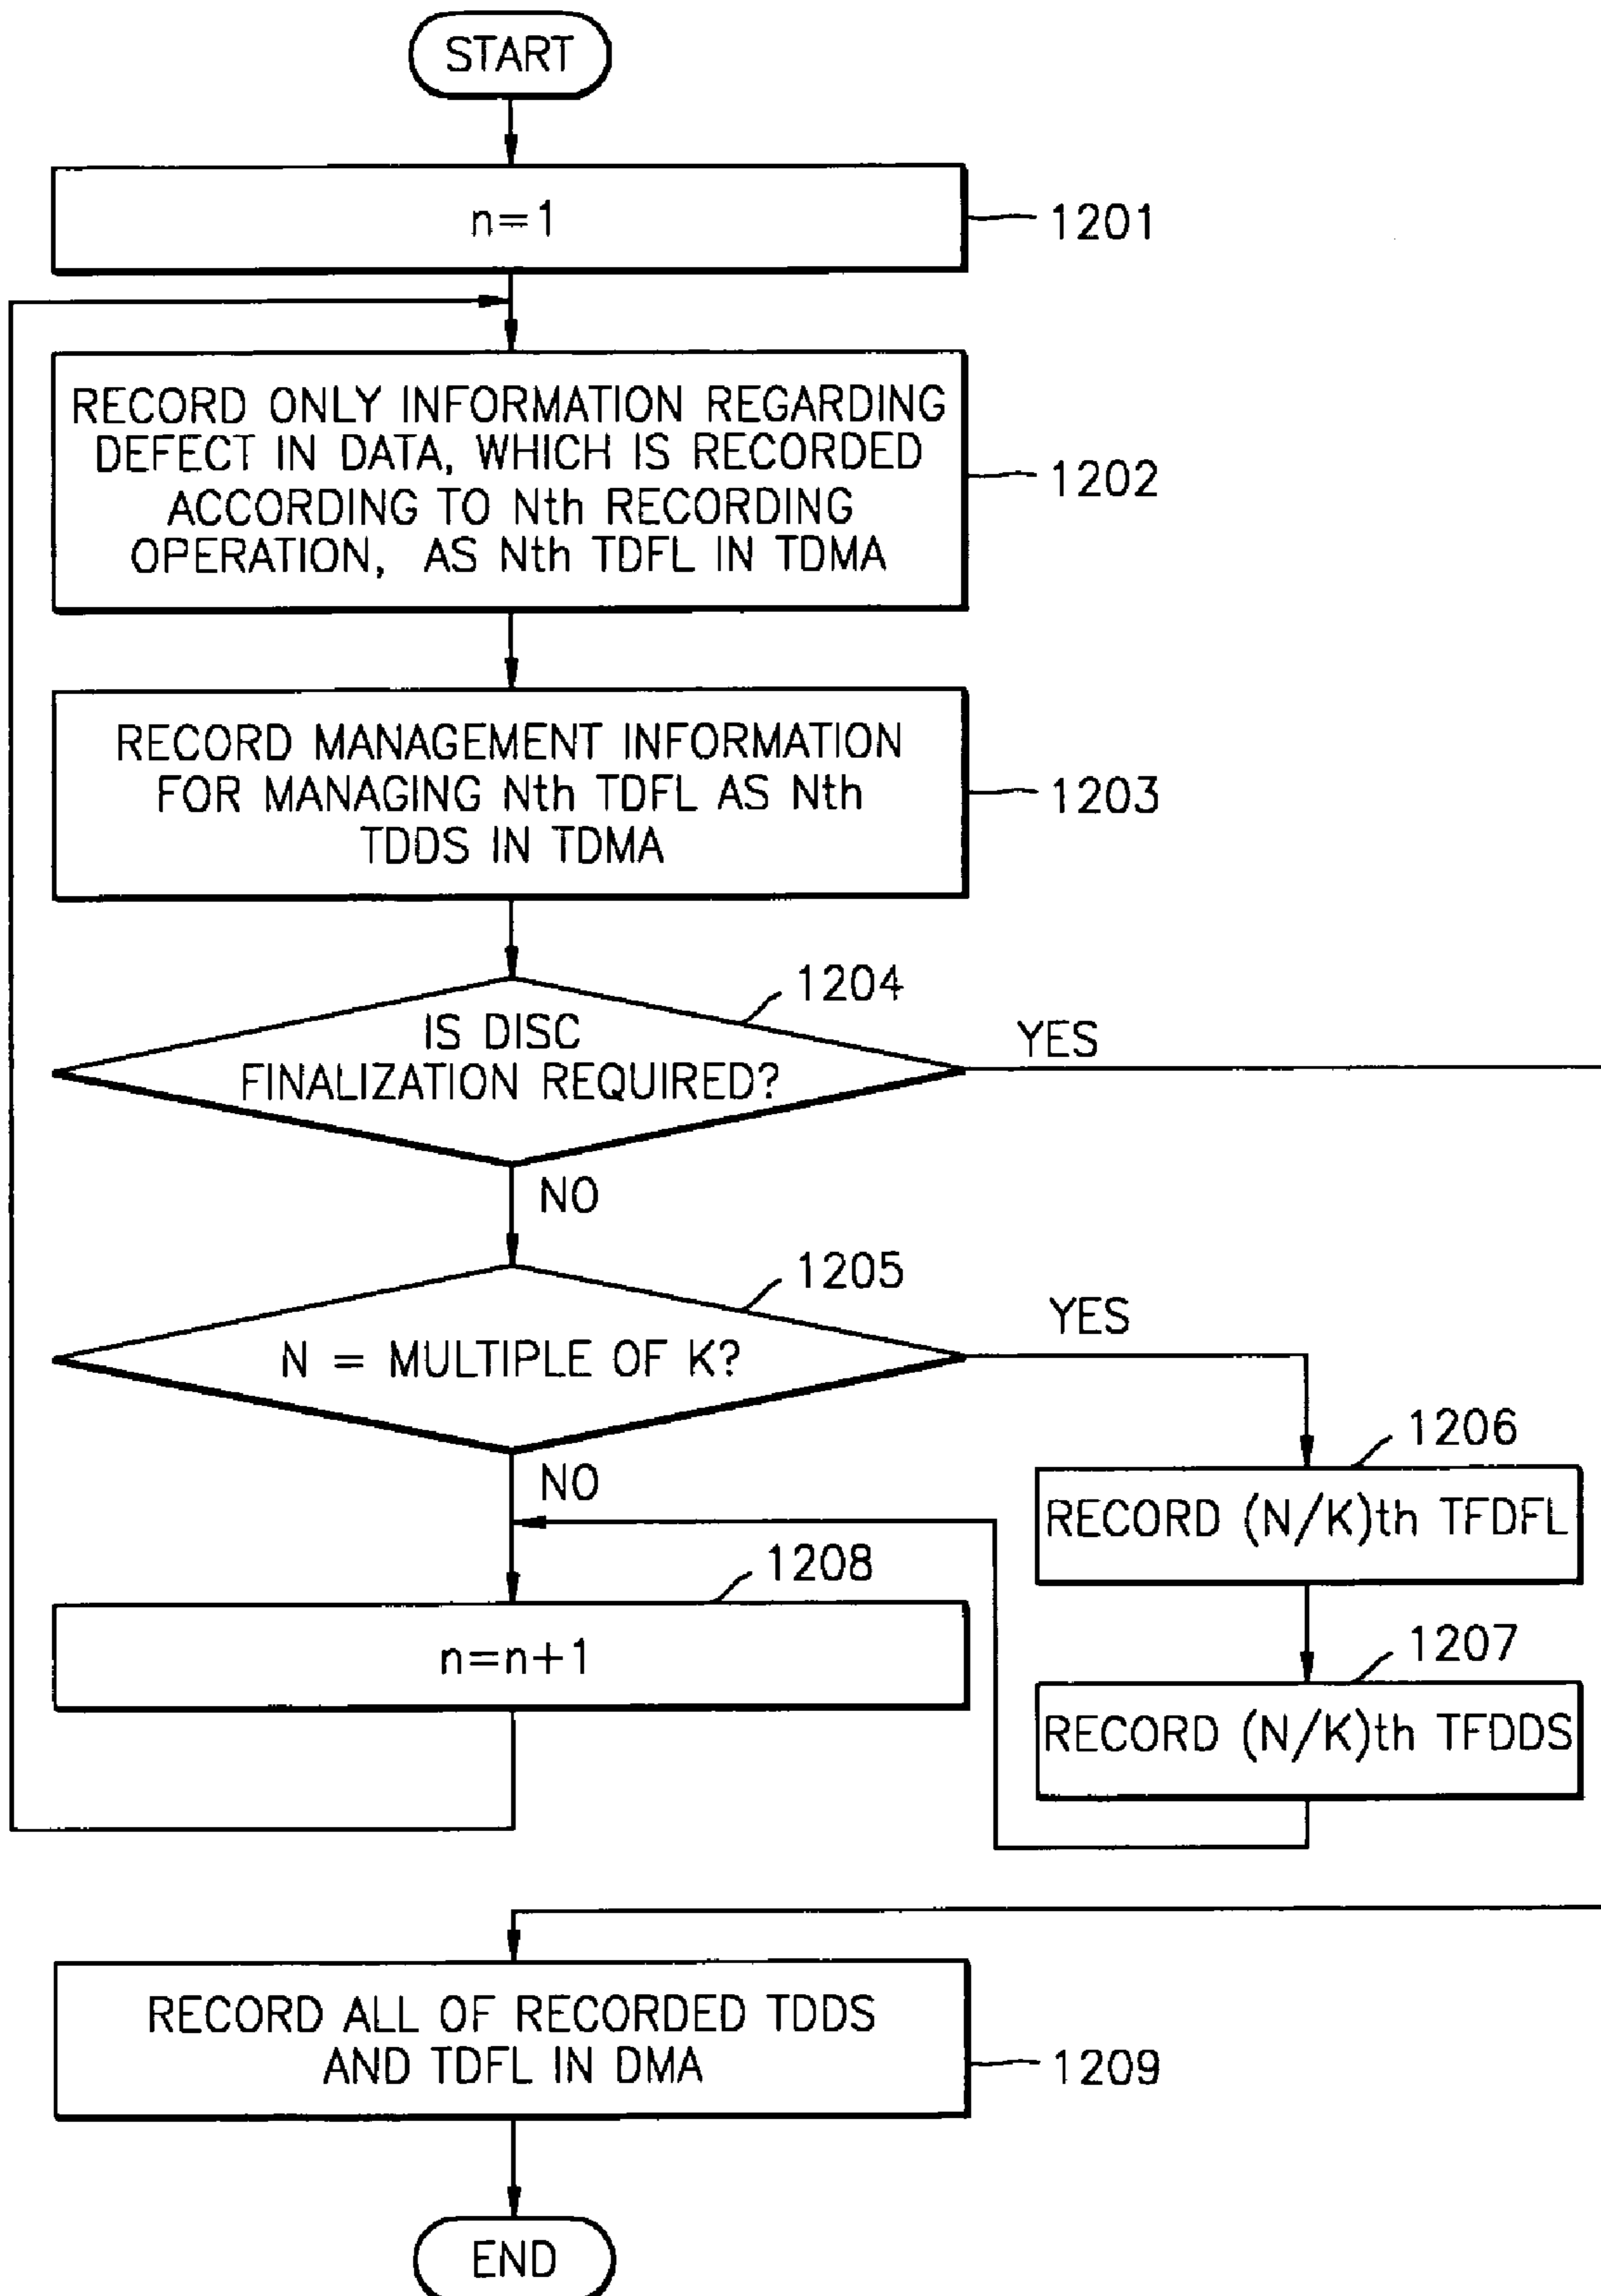 START
n=1
1201
RECORD ONLY INFORMATION REGARDING
DEFECT IN DATA, WHICH IS RECORDED
ACCORDING TO Nth RECORDING
OPERATION, AS Nth TDFL IN TDMA
1202
RECORD MANAGEMENT INFORMATION
FOR MANAGING Nth TDFL AS Nth
TDDS IN TDMA
1203
1204
IS DISC
FINALIZATION REQUIRED?
YES
NO
1205
N = MULTIPLE OF K?
YES
NO
1206
RECORD (N/K)th TFDFL
1207
RECORD (N/K)th TFDDS
1208
n=n+1
RECORD ALL OF RECORDED TDDS
AND TDFL IN DMA
1209
END